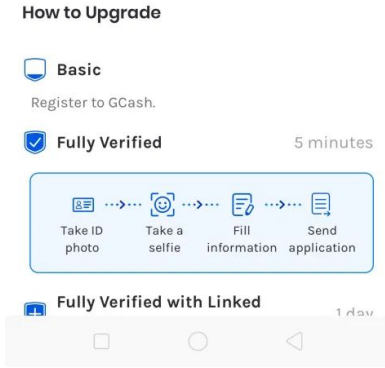 How to Upgrade
Basic
Register to GCash.
Fully Verified 5 minutes
Take ID photo
Take a selfie
Fill information
Send application
Fully Verified with Linked
1 day